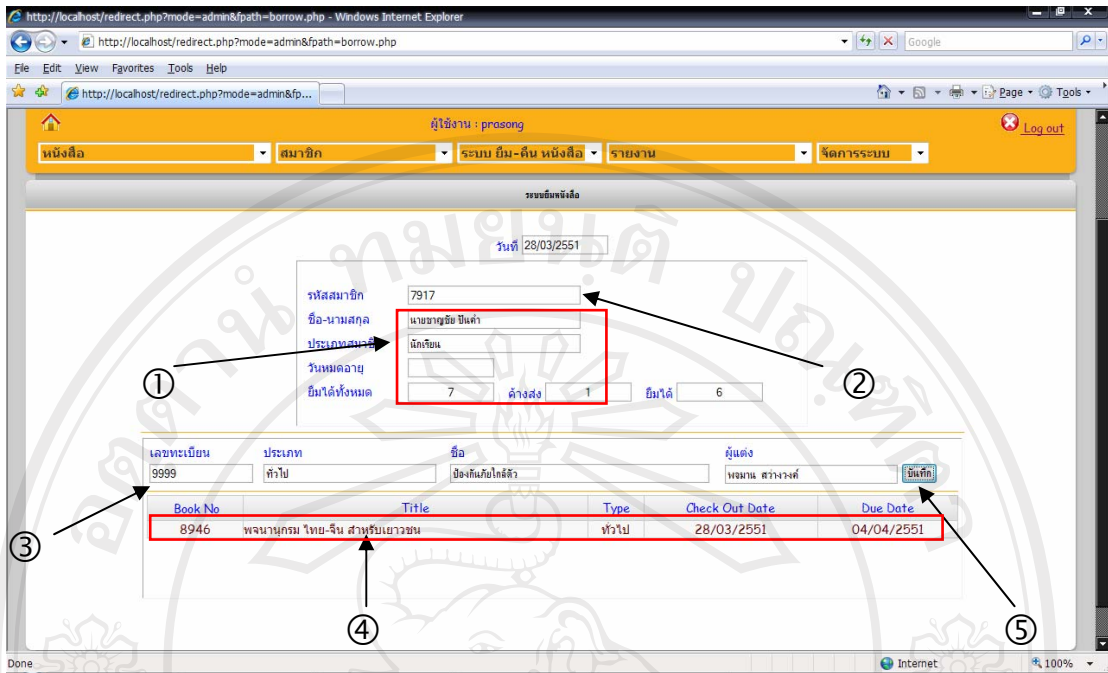 http://localhost/redirect.php?mode=admin&fpath=borrow.php - Windows Internet Explorer
http://localhost/redirect.php?mode=admin&fpath=borrow.php Google
File Edit View Favorites Tools Help
http://localhost/redirect.php?mode=admin&fp... Page Tools
ผู้ใช้งาน : prasong Log out
หนังสือ สมาชิก ระบบ ยืม-คืน หนังสือ รายงาน จัดการระบบ
ระบบยืมหนังสือ
วันที่ 28/03/2551
รหัสสมาชิก 7917
ชื่อ-นามสกุล นายชาญชัย ปันคำ
ประเภทสมาชิ นักเรียน
วันหมดอายุ
① ②
ยืมได้ทั้งหมด 7 ค้างส่ง 1 ยืมได้ 6
เลขทะเบียน ประเภท ชื่อ ผู้แต่ง
9999 ทั่วไป ป้องกันภัยใกล้ตัว พจมาน สว่างวงค์ บันทึก
Book No Title Type Check Out Date Due Date
8946 พจนานุกรม ไทย-จีน สำหรับเยาวชน ทั่วไป 28/03/2551 04/04/2551
③
④ ⑤
Done Internet 100%